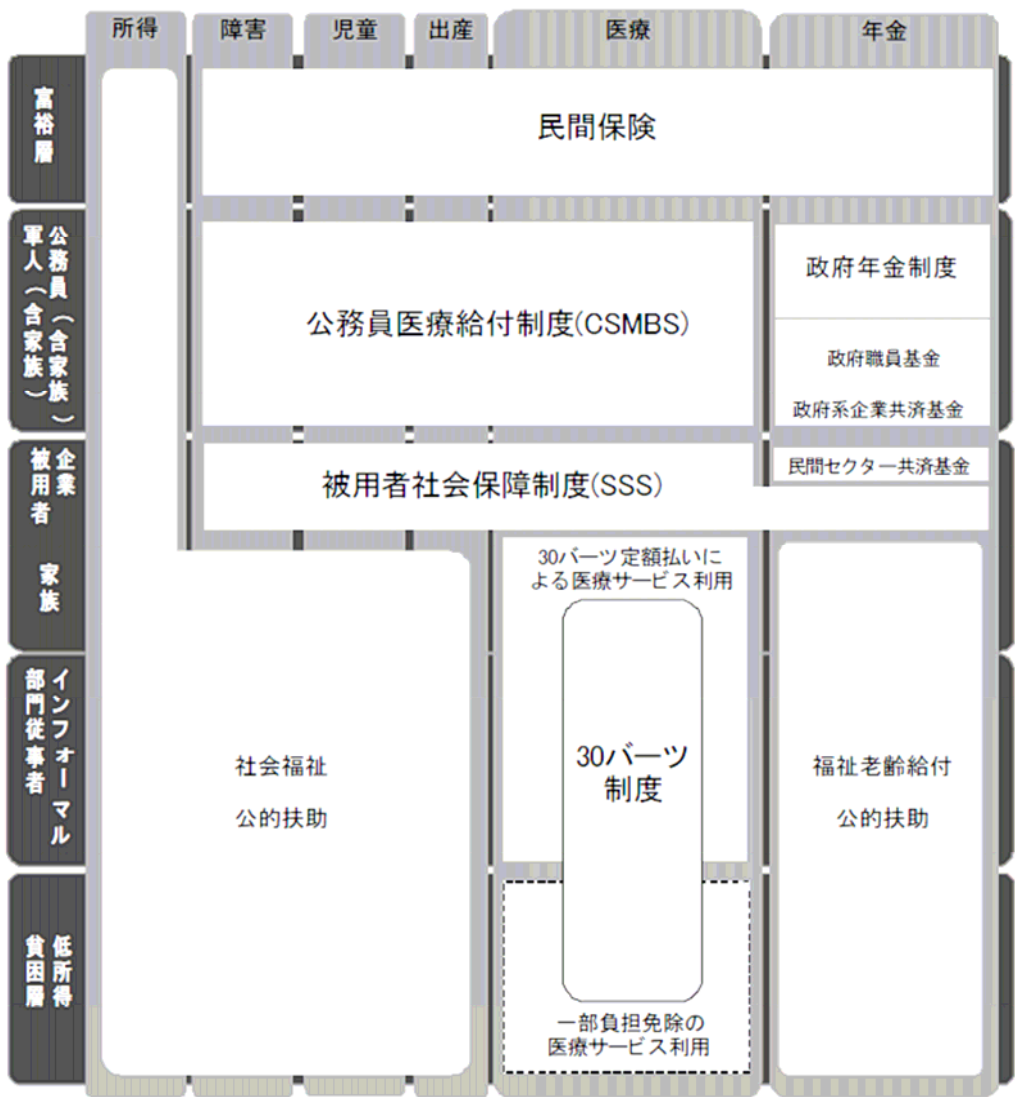 所得
障害
児童
出産
医療
年金
富裕層
民間保険
公務員（含家族）
軍人（含家族）
公務員医療給付制度(CSMBS)
政府年金制度
政府職員基金
政府系企業共済基金
企業
被用者
家族
被用者社会保障制度(SSS)
民間セクター共済基金
30バーツ定額払いに
よる医療サービス利用
インフォーマル
部門従事者
社会福祉
公的扶助
30バーツ
制度
福祉老齢給付
公的扶助
低所得
貧困層
一部負担免除の
医療サービス利用